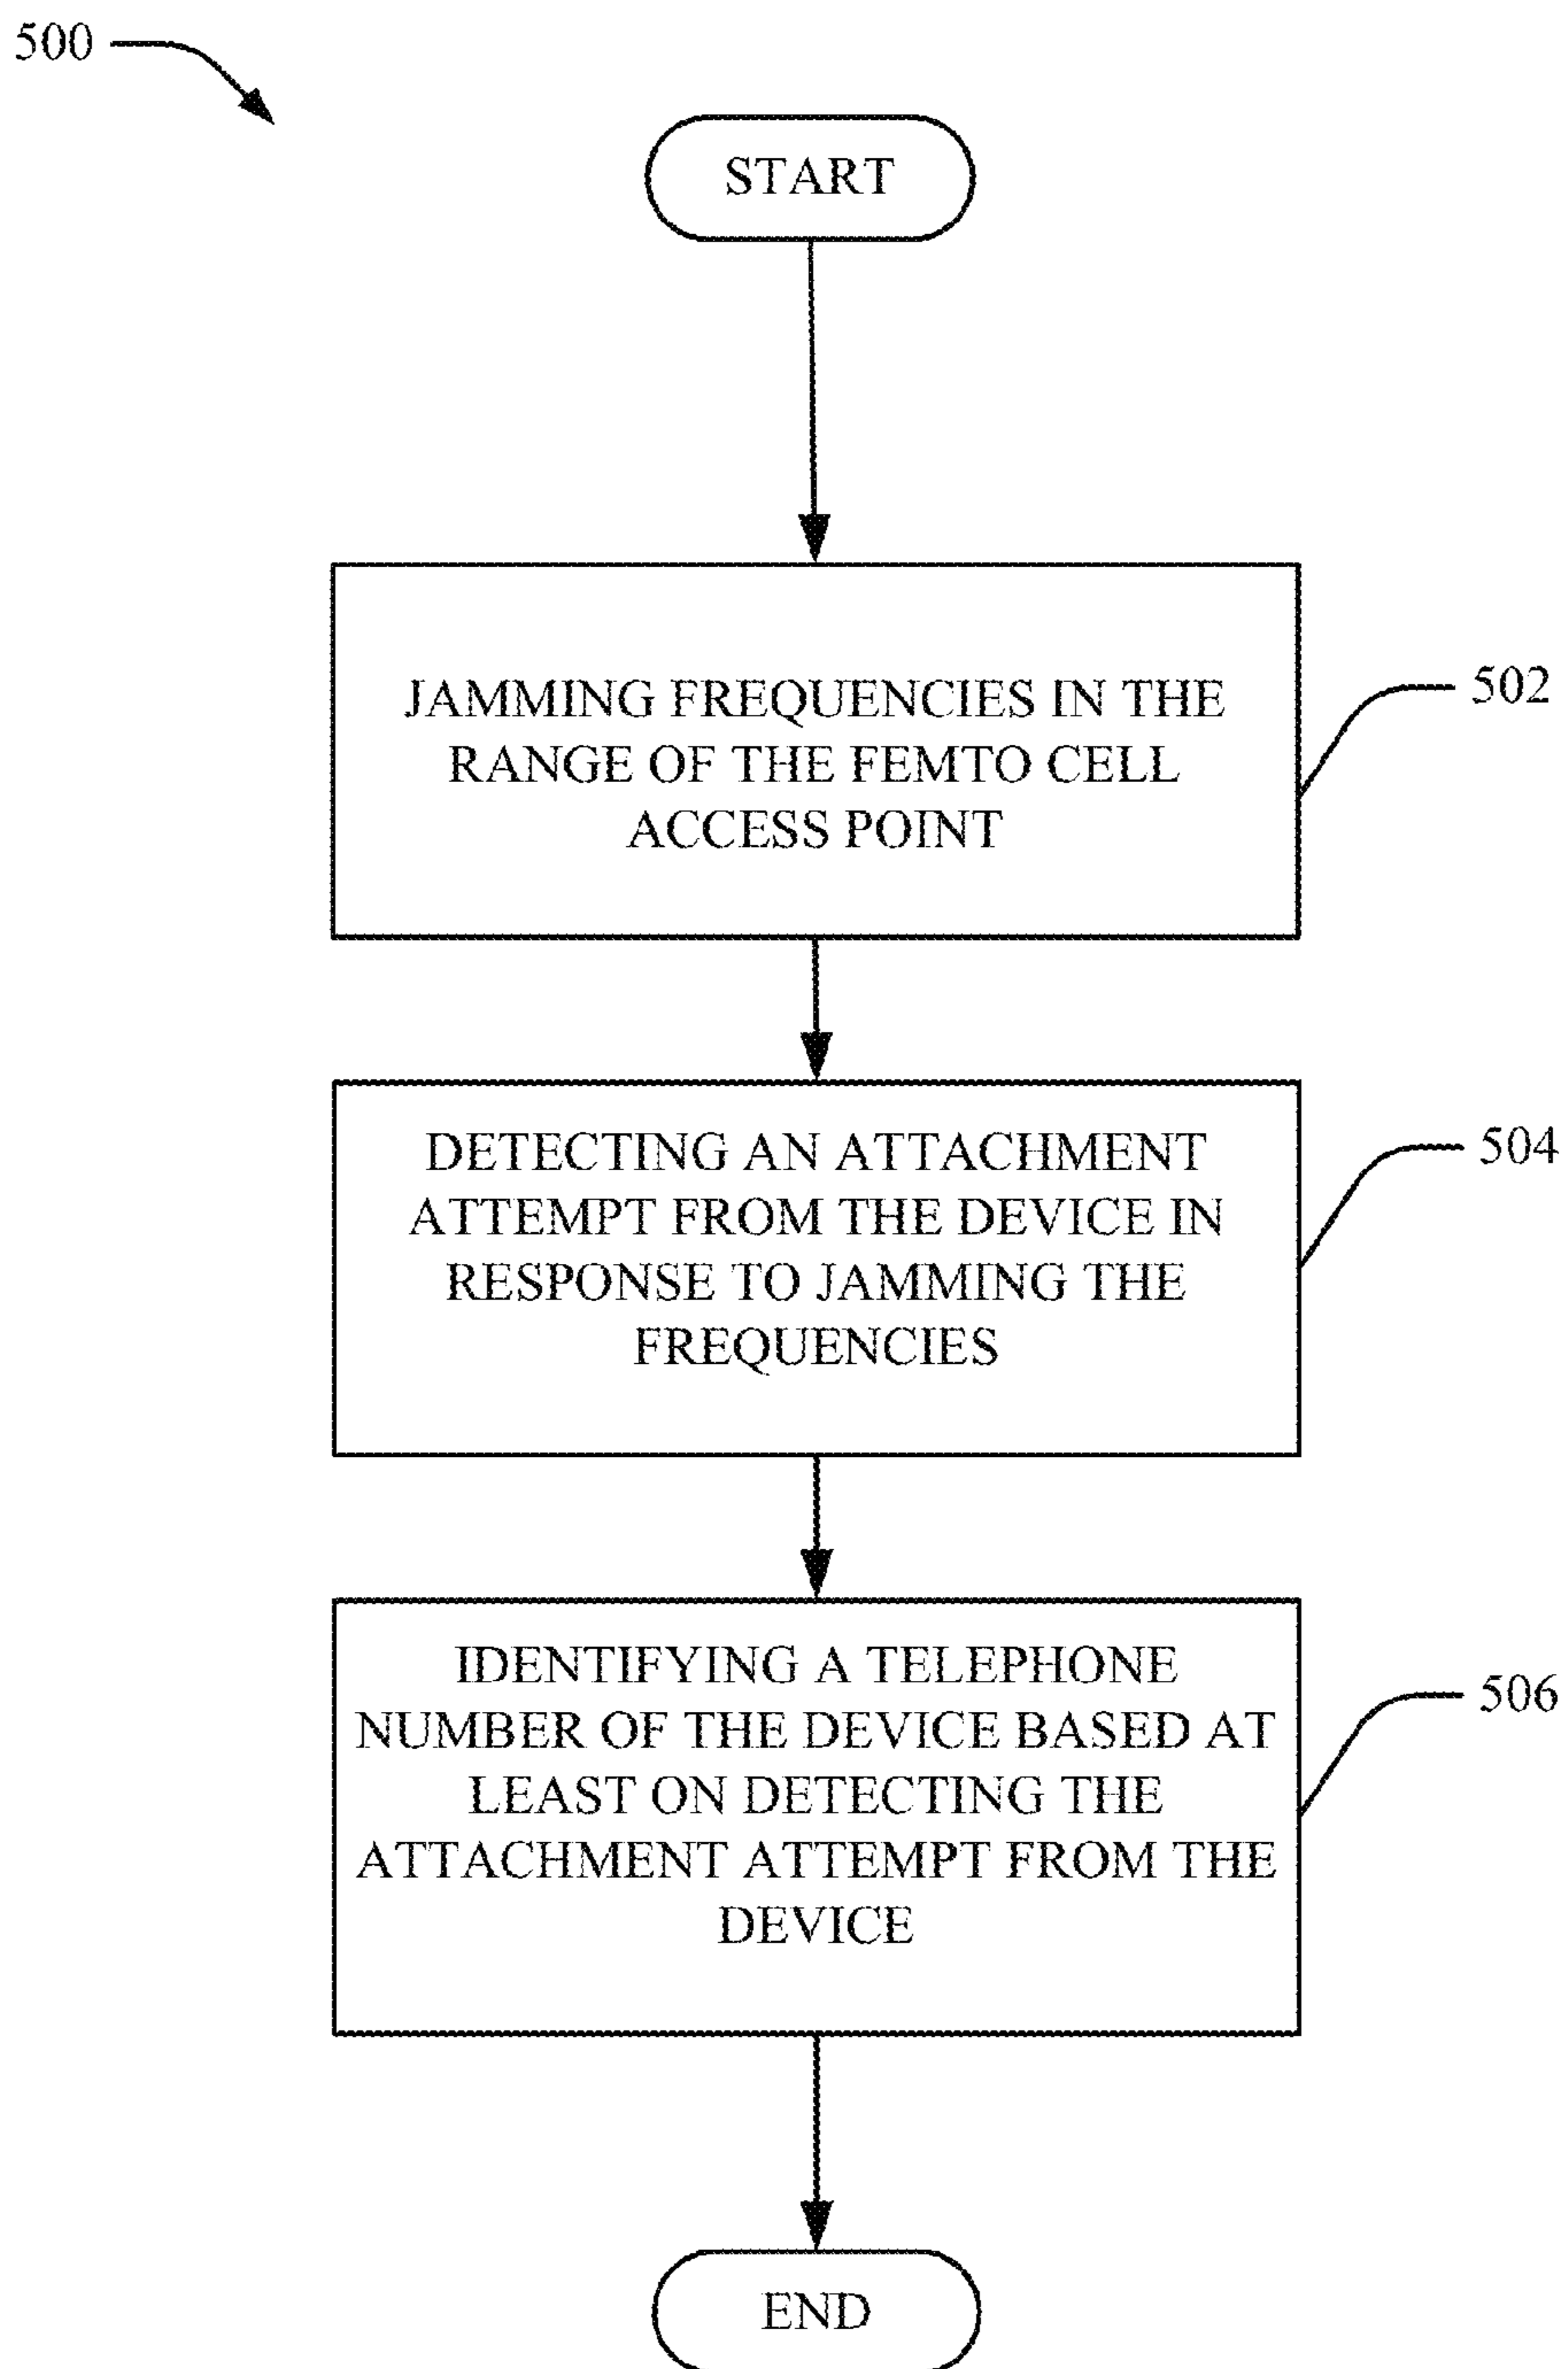 500
START
JAMMING FREQUENCIES IN THE
RANGE OF THE FEMTO CELL
ACCESS POINT
502
DETECTING AN ATTACHMENT
ATTEMPT FROM THE DEVICE IN
RESPONSE TO JAMMING THE
FREQUENCIES
504
IDENTIFYING A TELEPHONE
NUMBER OF THE DEVICE BASED AT
LEAST ON DETECTING THE
ATTACHMENT ATTEMPT FROM THE
DEVICE
506
END